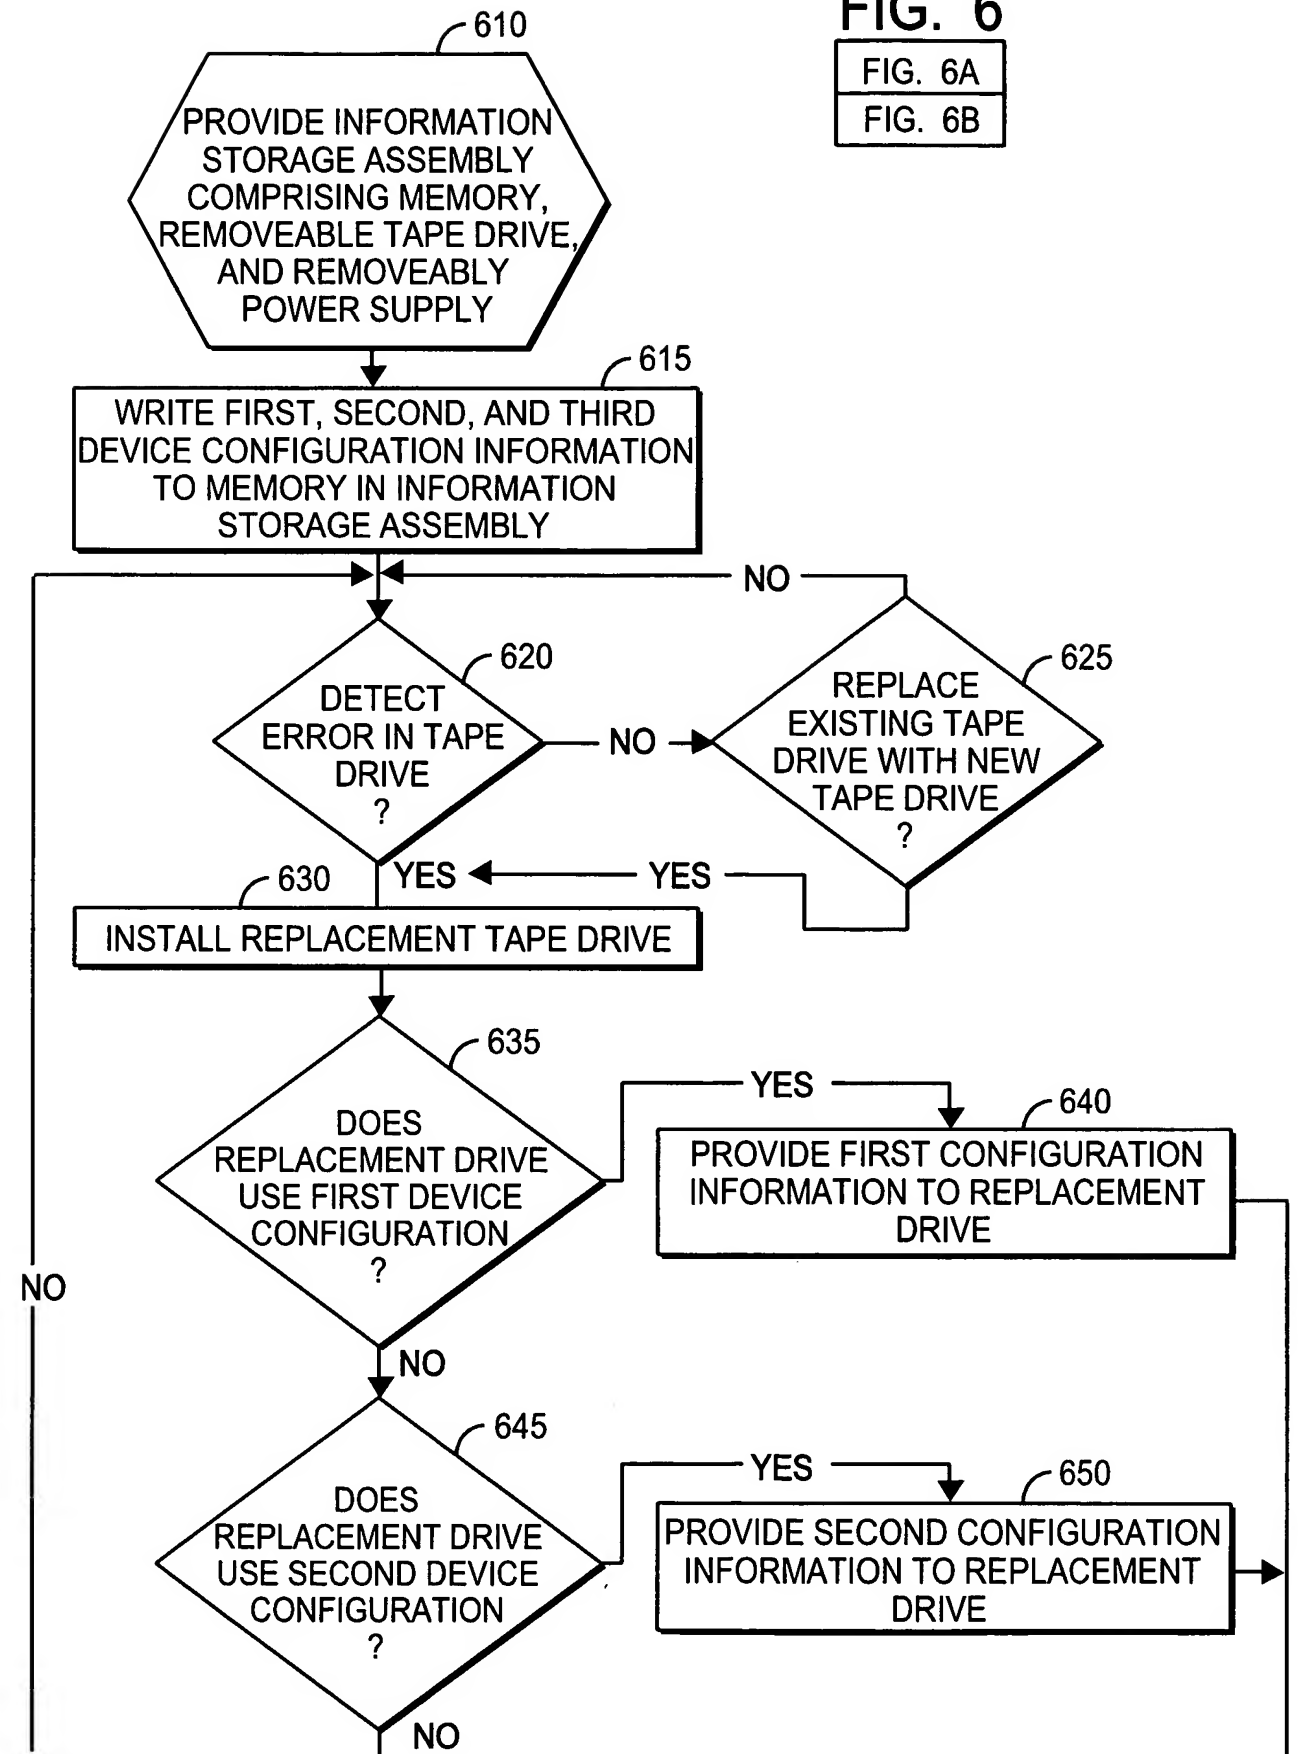 FIG. 6
FIG. 6A
FIG. 6B
610
PROVIDE INFORMATION
STORAGE ASSEMBLY
COMPRISING MEMORY,
REMOVEABLE TAPE DRIVE,
AND REMOVEABLY
POWER SUPPLY
615
WRITE FIRST, SECOND, AND THIRD
DEVICE CONFIGURATION INFORMATION
TO MEMORY IN INFORMATION
STORAGE ASSEMBLY
NO
620
DETECT
ERROR IN TAPE
DRIVE
?
NO
625
REPLACE
EXISTING TAPE
DRIVE WITH NEW
TAPE DRIVE
?
YES
YES
630
INSTALL REPLACEMENT TAPE DRIVE
635
DOES
REPLACEMENT DRIVE
USE FIRST DEVICE
CONFIGURATION
?
YES
640
PROVIDE FIRST CONFIGURATION
INFORMATION TO REPLACEMENT
DRIVE
NO
NO
645
DOES
REPLACEMENT DRIVE
USE SECOND DEVICE
CONFIGURATION
?
YES
650
PROVIDE SECOND CONFIGURATION
INFORMATION TO REPLACEMENT
DRIVE
NO